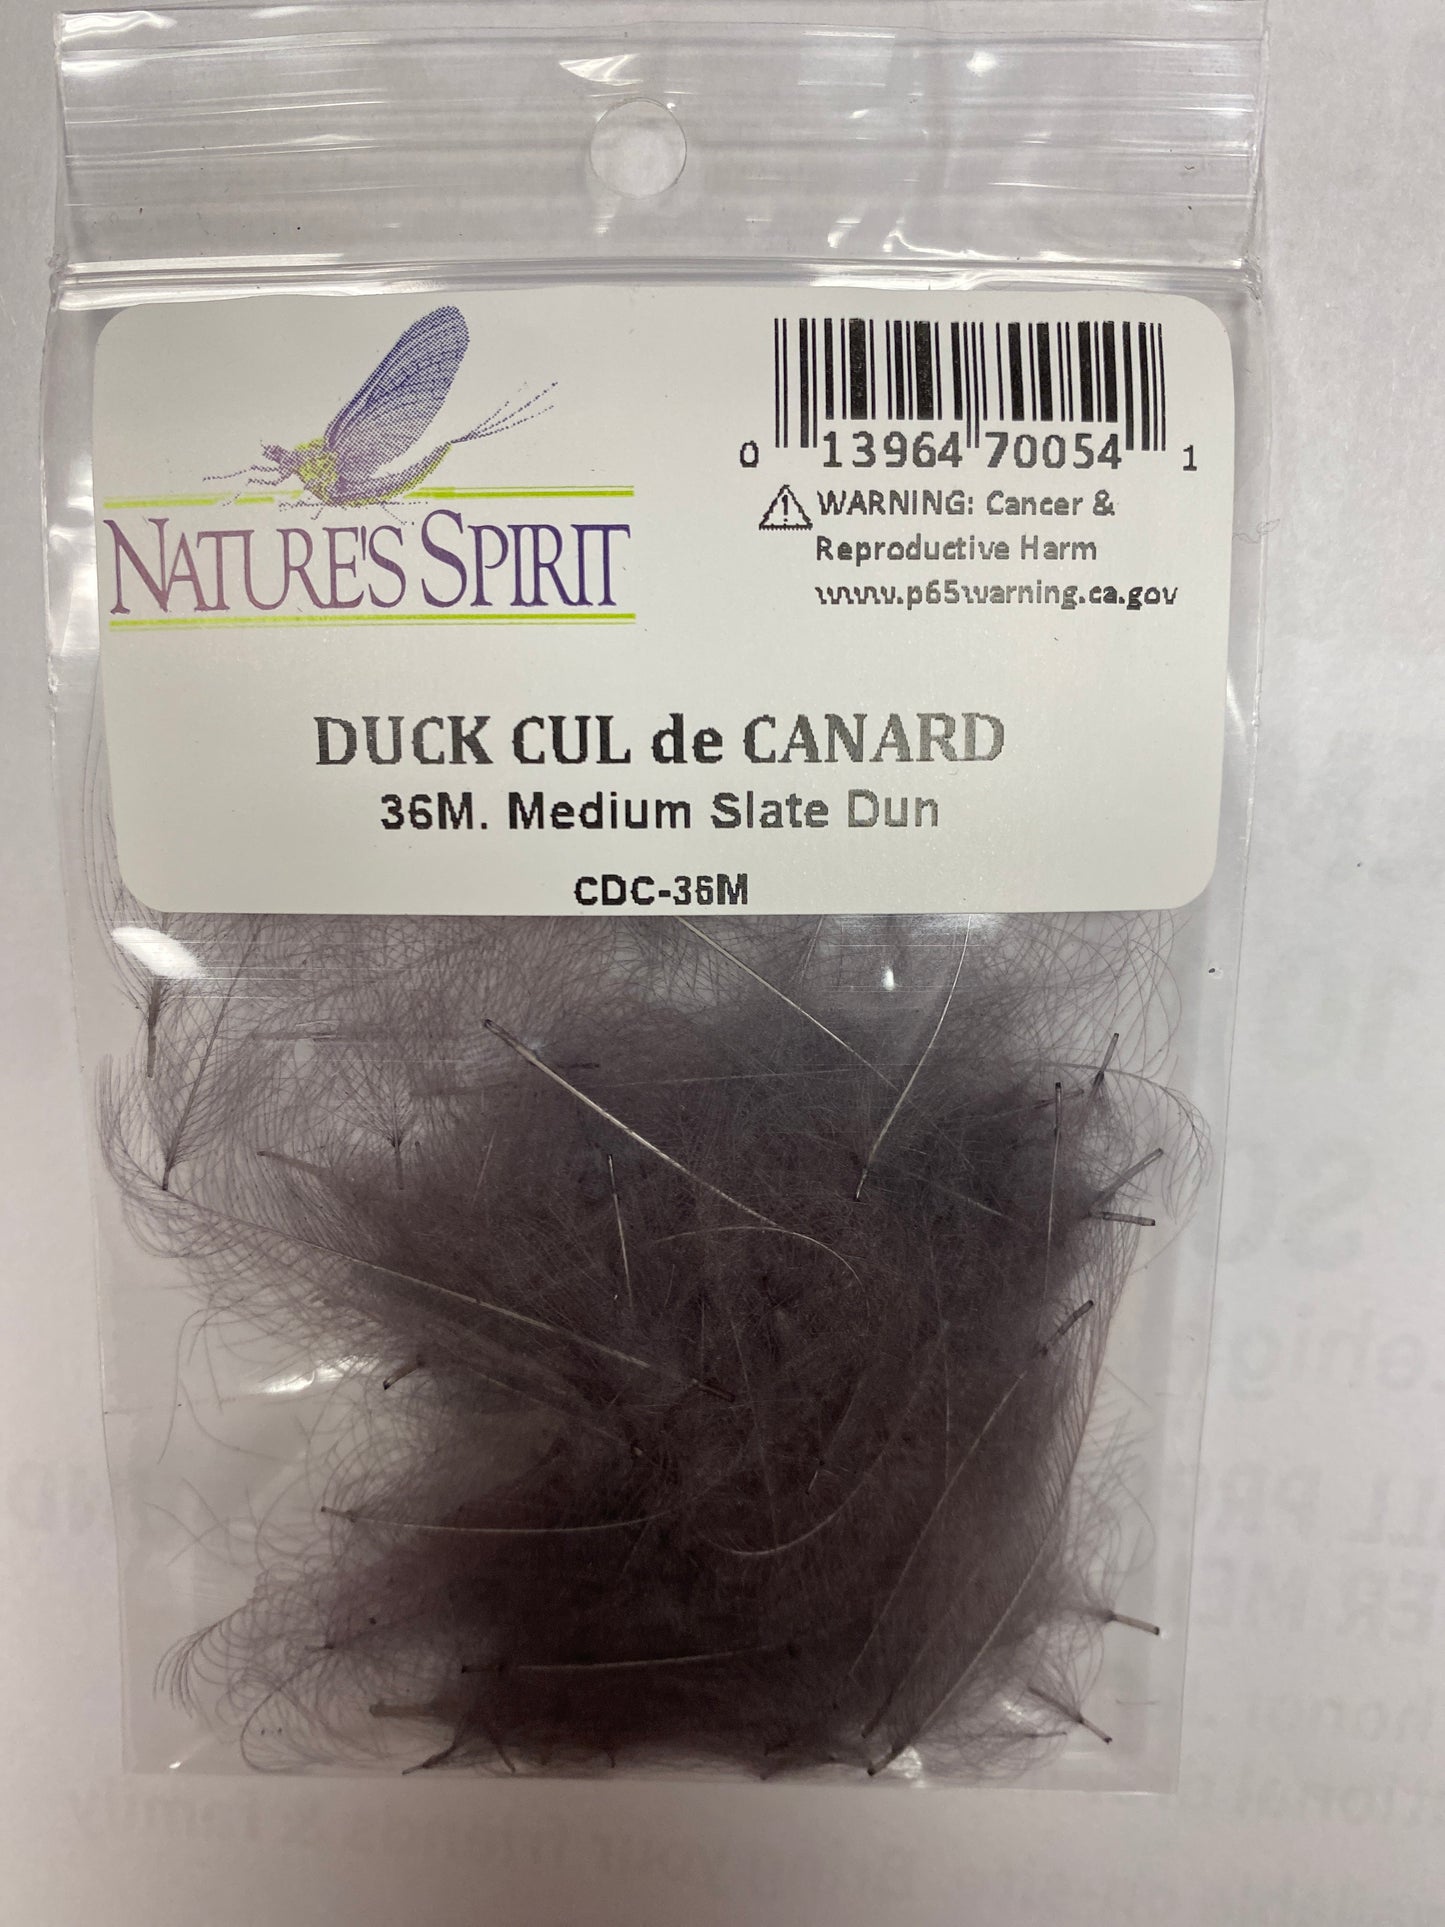 NATURE'S SPIRIT
0 13964 70054 1
WARNING: Cancer &
Reproductive Harm
www.p65warning.ca.gov
DUCK CUL de CANARD
36M. Medium Slate Dun
CDC-36M